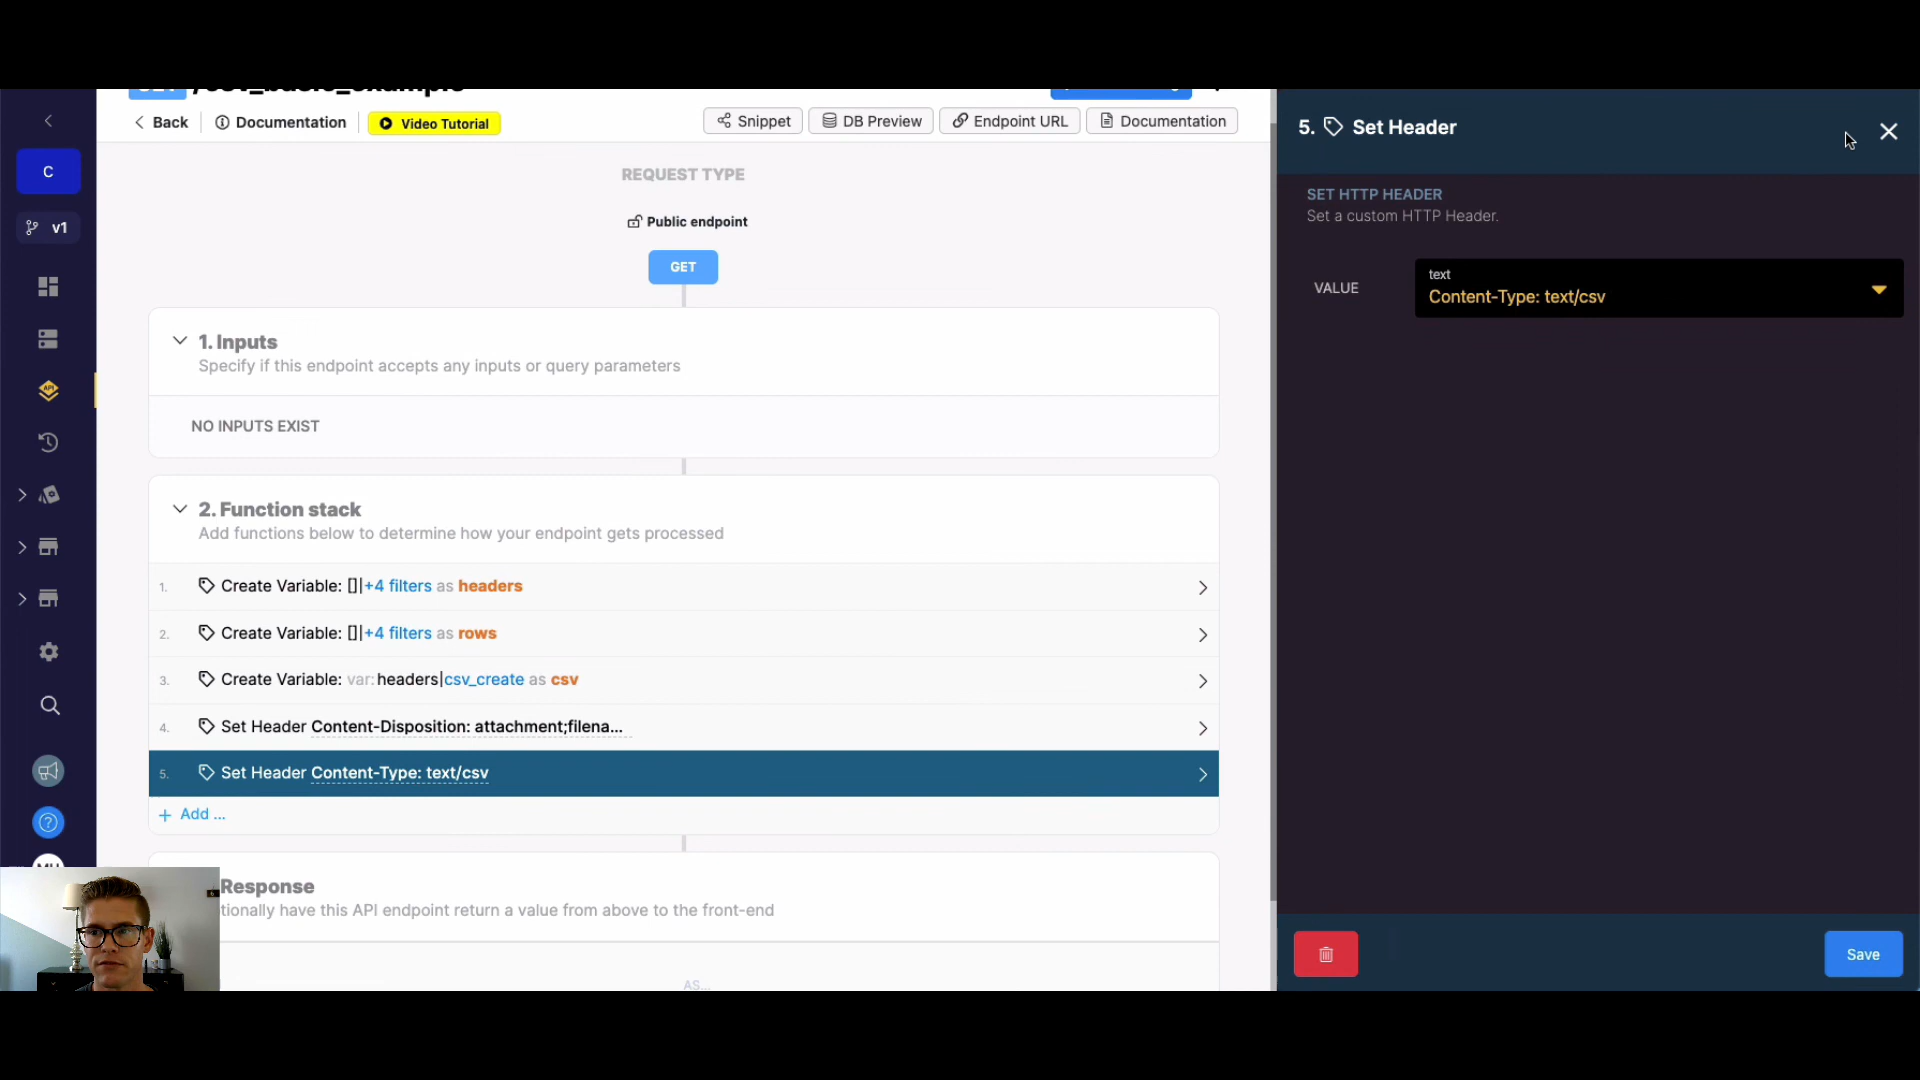 /csv_basic_example
Back
Documentation
Video Tutorial
Snippet
DB Preview
Endpoint URL
Documentation
5. Set Header
C
v1
REQUEST TYPE
Public endpoint
GET
SET HTTP HEADER
Set a custom HTTP Header.
VALUE
text
Content-Type: text/csv
1. Inputs
Specify if this endpoint accepts any inputs or query parameters
NO INPUTS EXIST
2. Function stack
Add functions below to determine how your endpoint gets processed
1. Create Variable: []|+4 filters as headers
2. Create Variable: []|+4 filters as rows
3. Create Variable: var:headers|csv_create as csv
4. Set Header Content-Disposition: attachment;filena...
5. Set Header Content-Type: text/csv
+ Add ...
Response
tionally have this API endpoint return a value from above to the front-end
AS...
Save